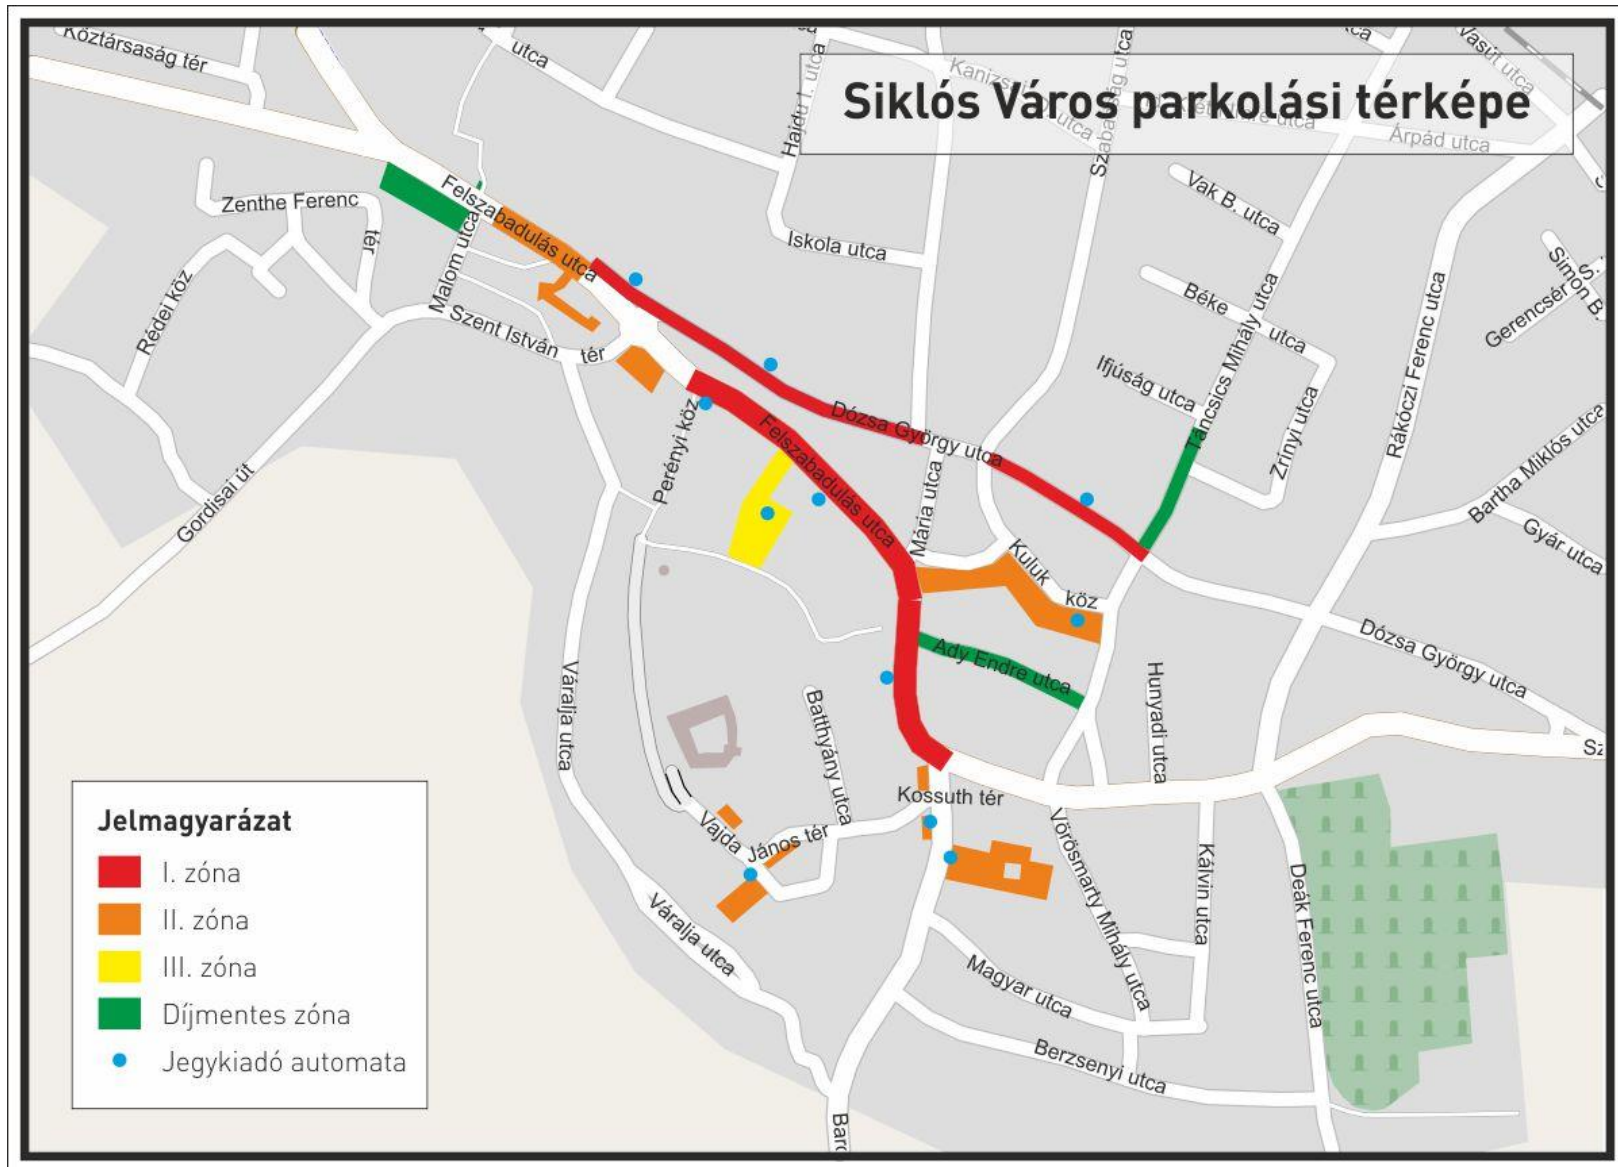 Siklós Város parkolási térképe
Köztársaság tér
utca
Hajdu I. utca
Szabadság utca
Árpád utca
Vasút utca
Vak B. utca
Zenthe Ferenc
tér
Felszabadulás utca
Malom utca
Iskola utca
Rédei köz
Szent István
tér
Béke
utca
Ifjúság utca
Táncsics Mihály utca
Zrinyi utca
Rákóczi Ferenc utca
Simon B.
Gerencsér
S.
Bartha Miklós utca
Gyár utca
Gordisai út
Perényi köz
Felszabadulás utca
Dózsa György utca
Mária utca
Kuluk
köz
Ady Endre utca
Dózsa György utca
Hunyadi utca
Sz
Váralja utca
Batthyány utca
Kossuth tér
Vajda
János tér
Vörösmarty Mihály utca
Kálvin utca
Deák Ferenc utca
Váralja utca
Magyar utca
Berzsenyi utca
Jelmagyarázat
I. zóna
II. zóna
III. zóna
Díjmentes zóna
Jegykiadó automata